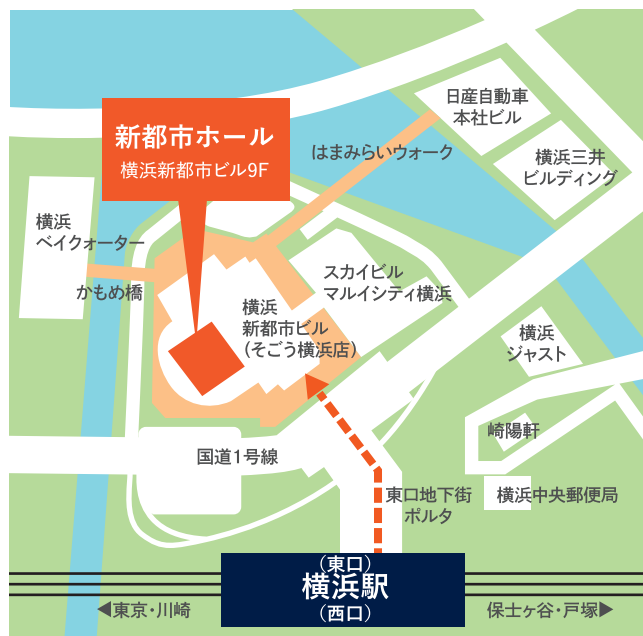 日産自動車
本社ビル
新都市ホール
横浜新都市ビル9F
はまみらいウォーク
横浜三井
ビルディング
横浜
ベイクォーター
かもめ橋
スカイビル
マルイシティ横浜
横浜
新都市ビル
(そごう横浜店)
横浜
ジャスト
崎陽軒
国道1号線
東口地下街
ポルタ
横浜中央郵便局
(東口)
横浜駅
(西口)
◀東京・川崎
保士ヶ谷・戸塚▶